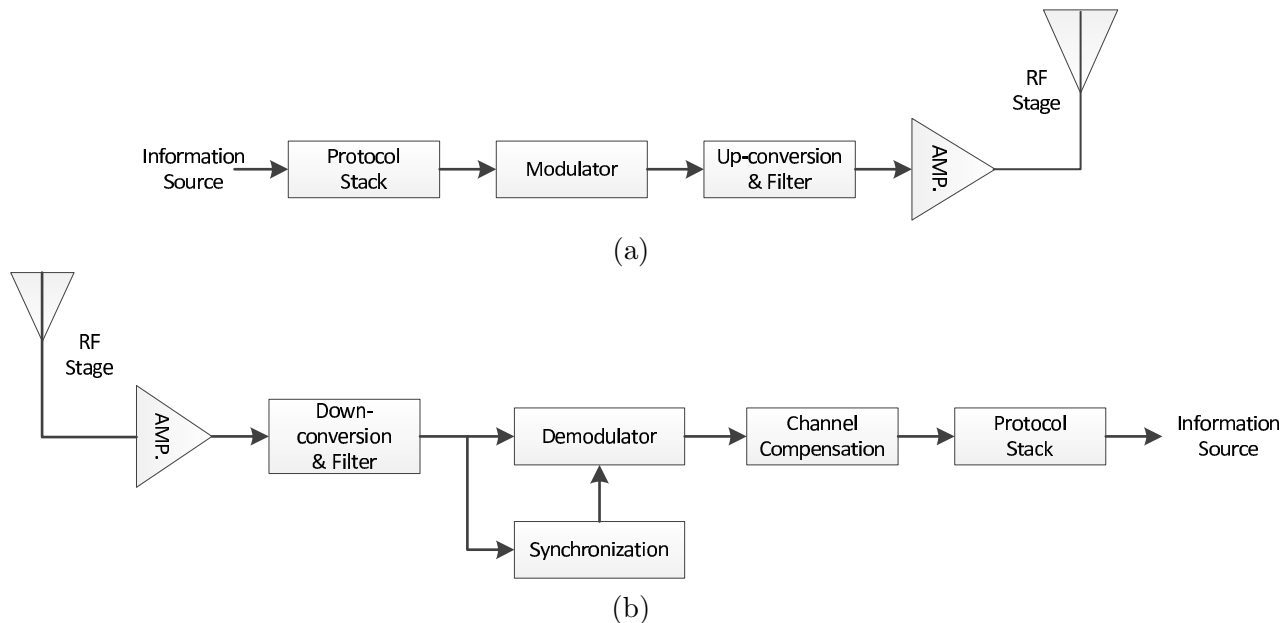 RF
Stage
Information
Source
Protocol
Stack
Modulator
Up-conversion
& Filter
AMP.
(a)
RF
Stage
AMP.
Down-
conversion
& Filter
Demodulator
Channel
Compensation
Protocol
Stack
Information
Source
Synchronization
(b)